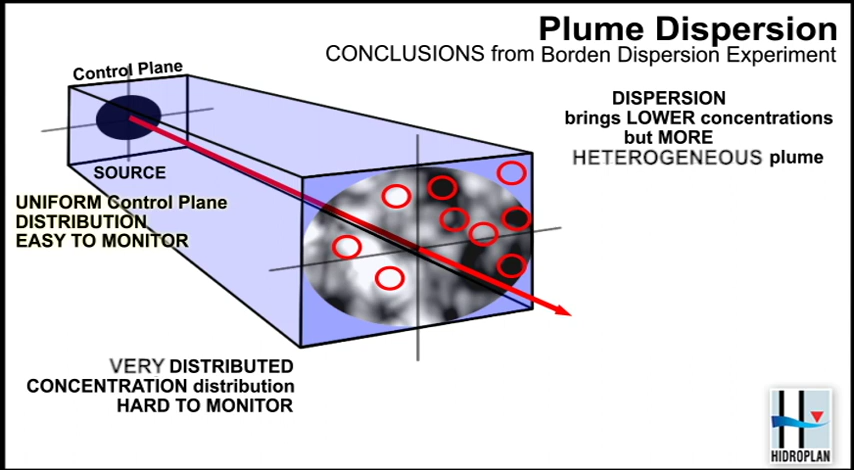 Plume Dispersion
CONCLUSIONS from Borden Dispersion Experiment
Control Plane
DISPERSION
brings LOWER concentrations
but MORE
HETEROGENEOUS plume
SOURCE
UNIFORM Control Plane
DISTRIBUTION
EASY TO MONITOR
VERY DISTRIBUTED
CONCENTRATION distribution
HARD TO MONITOR
HIDROPLAN